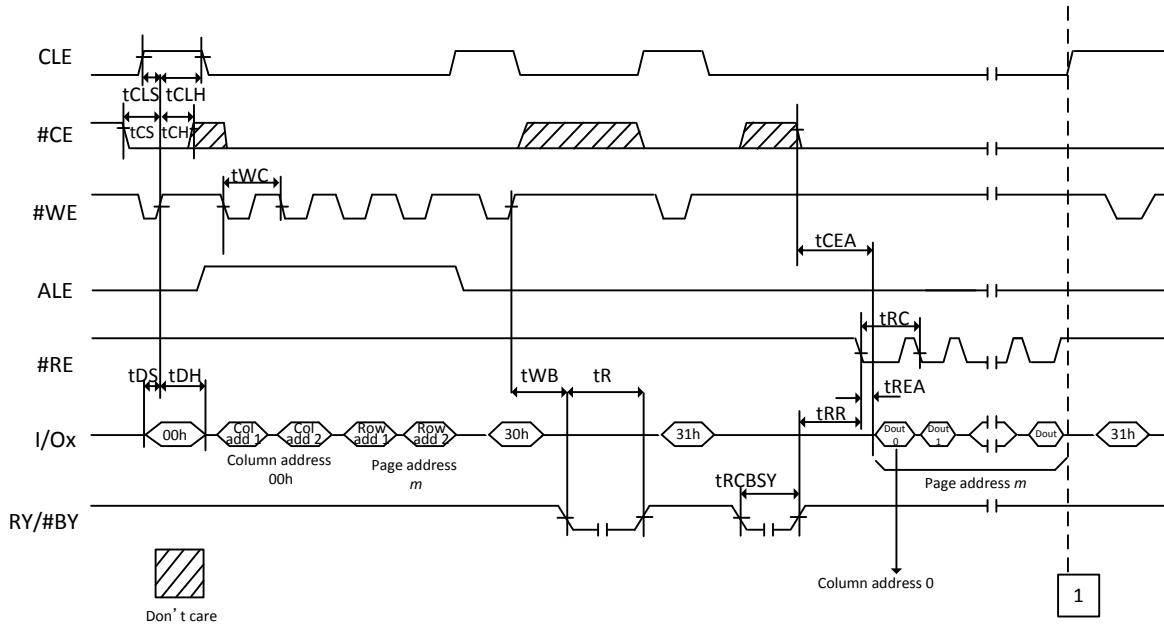 CLE
tCLS tCLH
#CE
tCS tCH
tWC
#WE
tCEA
ALE
tRC
#RE
tDS tDH
tWB tR
tREA
tRR
I/Ox
00h
Col add 1
Col add 2
Row add 1
Row add 2
30h
31h
Dout 0
Dout 1
Dout
31h
Column address
00h
Page address
m
Page address m
tRCBSY
RY/#BY
Column address 0
1
Don't care